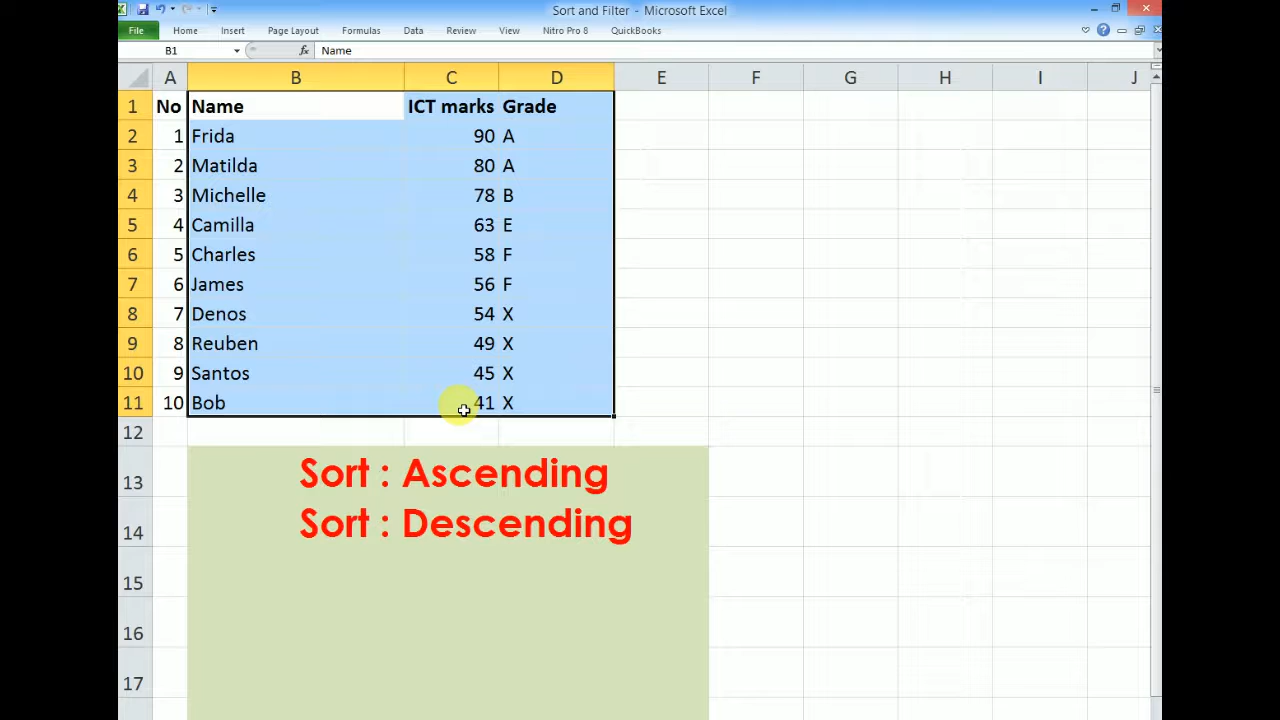 Sort and Filter - Microsoft Excel
File Home Insert Page Layout Formulas Data Review View Nitro Pro 8 QuickBooks
B1 fx Name
A B C D E F G H I J
1 No Name ICT marks Grade
2 1 Frida 90 A
3 2 Matilda 80 A
4 3 Michelle 78 B
5 4 Camilla 63 E
6 5 Charles 58 F
7 6 James 56 F
8 7 Denos 54 X
9 8 Reuben 49 X
10 9 Santos 45 X
11 10 Bob 41 X
12
13 Sort : Ascending
14 Sort : Descending
15
16
17